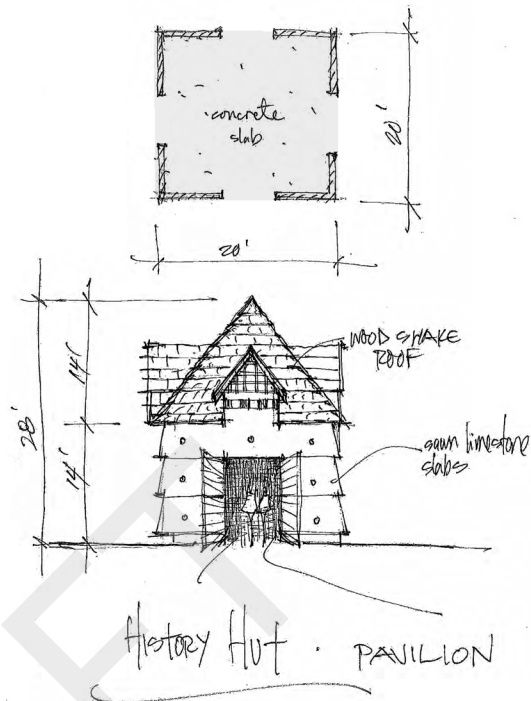 concrete
slab
20'
20'
WOOD SHAKE
ROOF
14'
28'
14'
sawn limestone
slabs
History Hut · PAVILION